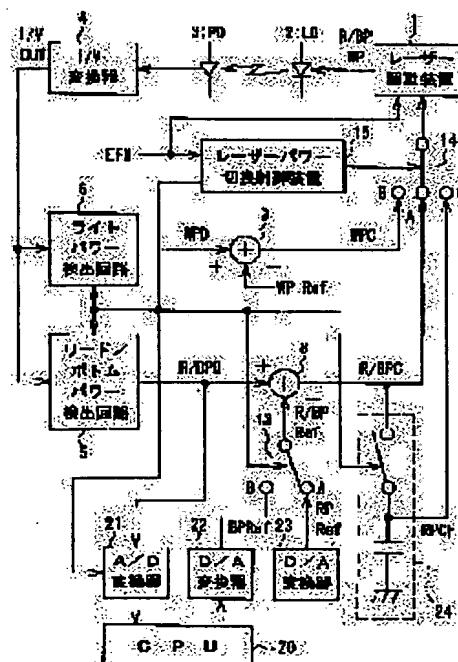 4
I/V
OUT
I/V
変換器
3:PD
2:LD
R/BP
WP
1
レーザー
駆動装置
EFM
15
レーザーパワー
切換制御装置
14
B
A
6
ライト
パワー
検出回路
WPD
9
+
-
WPC
WP Ref
リード/
ボトム
パワー
検出回路
5
R/BPD
+
8
-
R/BPC
R/BP
Ref
13
B
A
BPRef
RP
Ref
21
A/D
変換器
22
D/A
変換器
23
D/A
変換器
24
CPU
20